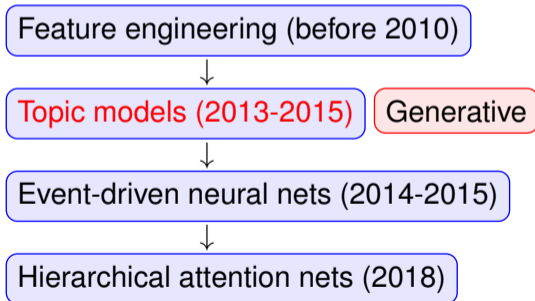 Feature engineering (before 2010)
Topic models (2013-2015) Generative
Event-driven neural nets (2014-2015)
Hierarchical attention nets (2018)